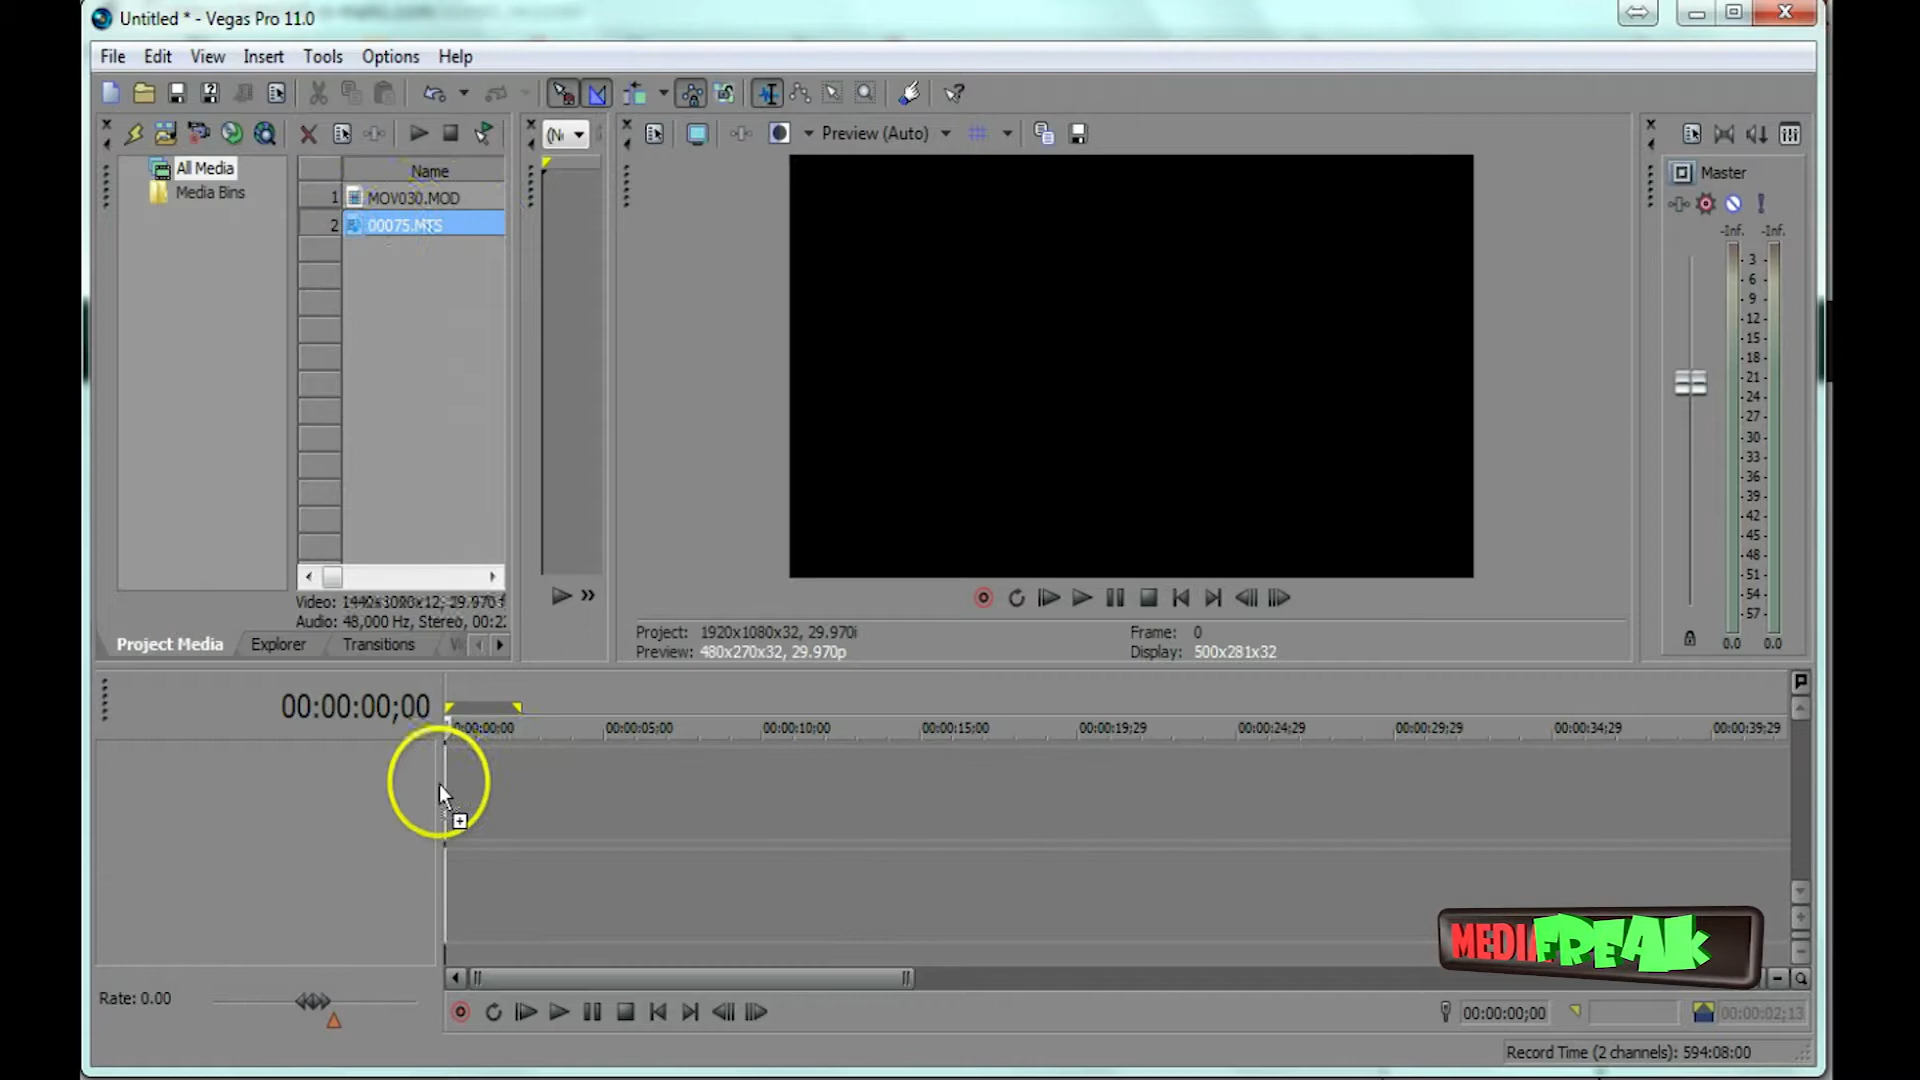 Untitled * - Vegas Pro 11.0
File Edit View Insert Tools Options Help
Preview (Auto)
All Media
Media Bins
Name
1 MOV030.MOD
2 00075.MTS
Master
-Inf. -Inf.
3
6
9
12
15
18
21
24
27
30
33
36
39
42
45
48
51
54
57
0.0 0.0
Video: 1440x1080x12; 29.970 f
Audio: 48,000 Hz, Stereo, 00:22
Project Media Explorer Transitions
Project: 1920x1080x32, 29.970i
Preview: 480x270x32, 29.970p
Frame: 0
Display: 500x281x32
00:00:00;00
0:00:00;00 00:00:05;00 00:00:10;00 00:00:15;00 00:00:19;29 00:00:24;29 00:00:29;29 00:00:34;29 00:00:39;29
MEDIAFREAK
Rate: 0.00
00:00:00;00
00:00:02;13
Record Time (2 channels): 594:08:00